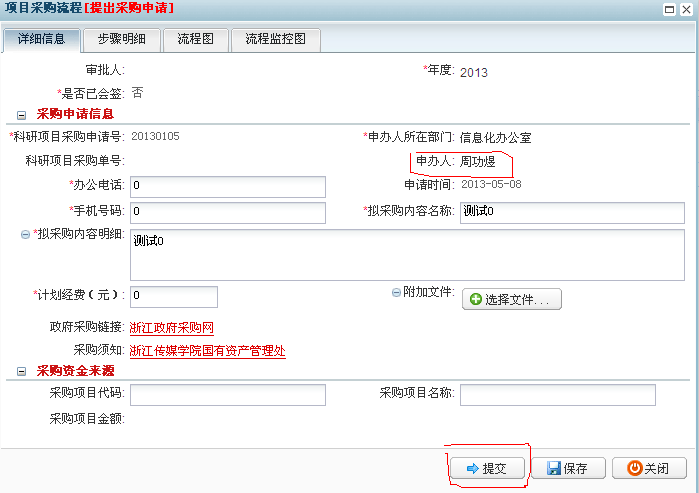 项目采购流程[提出采购申请]
详细信息 步骤明细 流程图 流程监控图
审批人: *年度: 2013
*是否已会签: 否
采购申请信息
*科研项目采购申请号: 20130105 *申办人所在部门: 信息化办公室
科研项目采购单号: 申办人: 周功煜
*办公电话: 0 申请时间: 2013-05-08
*手机号码: 0 *拟采购内容名称: 测试0
*拟采购内容明细: 测试0
*计划经费(元): 0 附加文件: 选择文件...
政府采购链接: 浙江政府采购网
采购须知: 浙江传媒学院国有资产管理处
采购资金来源
采购项目代码: 采购项目名称:
采购项目金额:
提交 保存 关闭